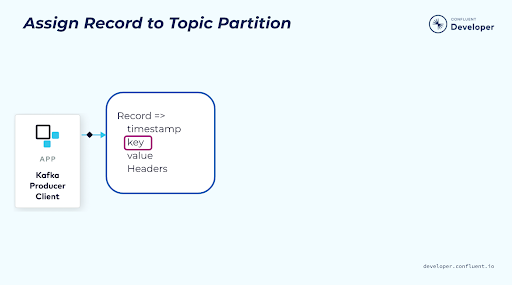 Assign Record to Topic Partition
CONFLUENT
Developer
Record =>
timestamp
key
value
Headers
APP
Kafka
Producer
Client
developer.confluent.io